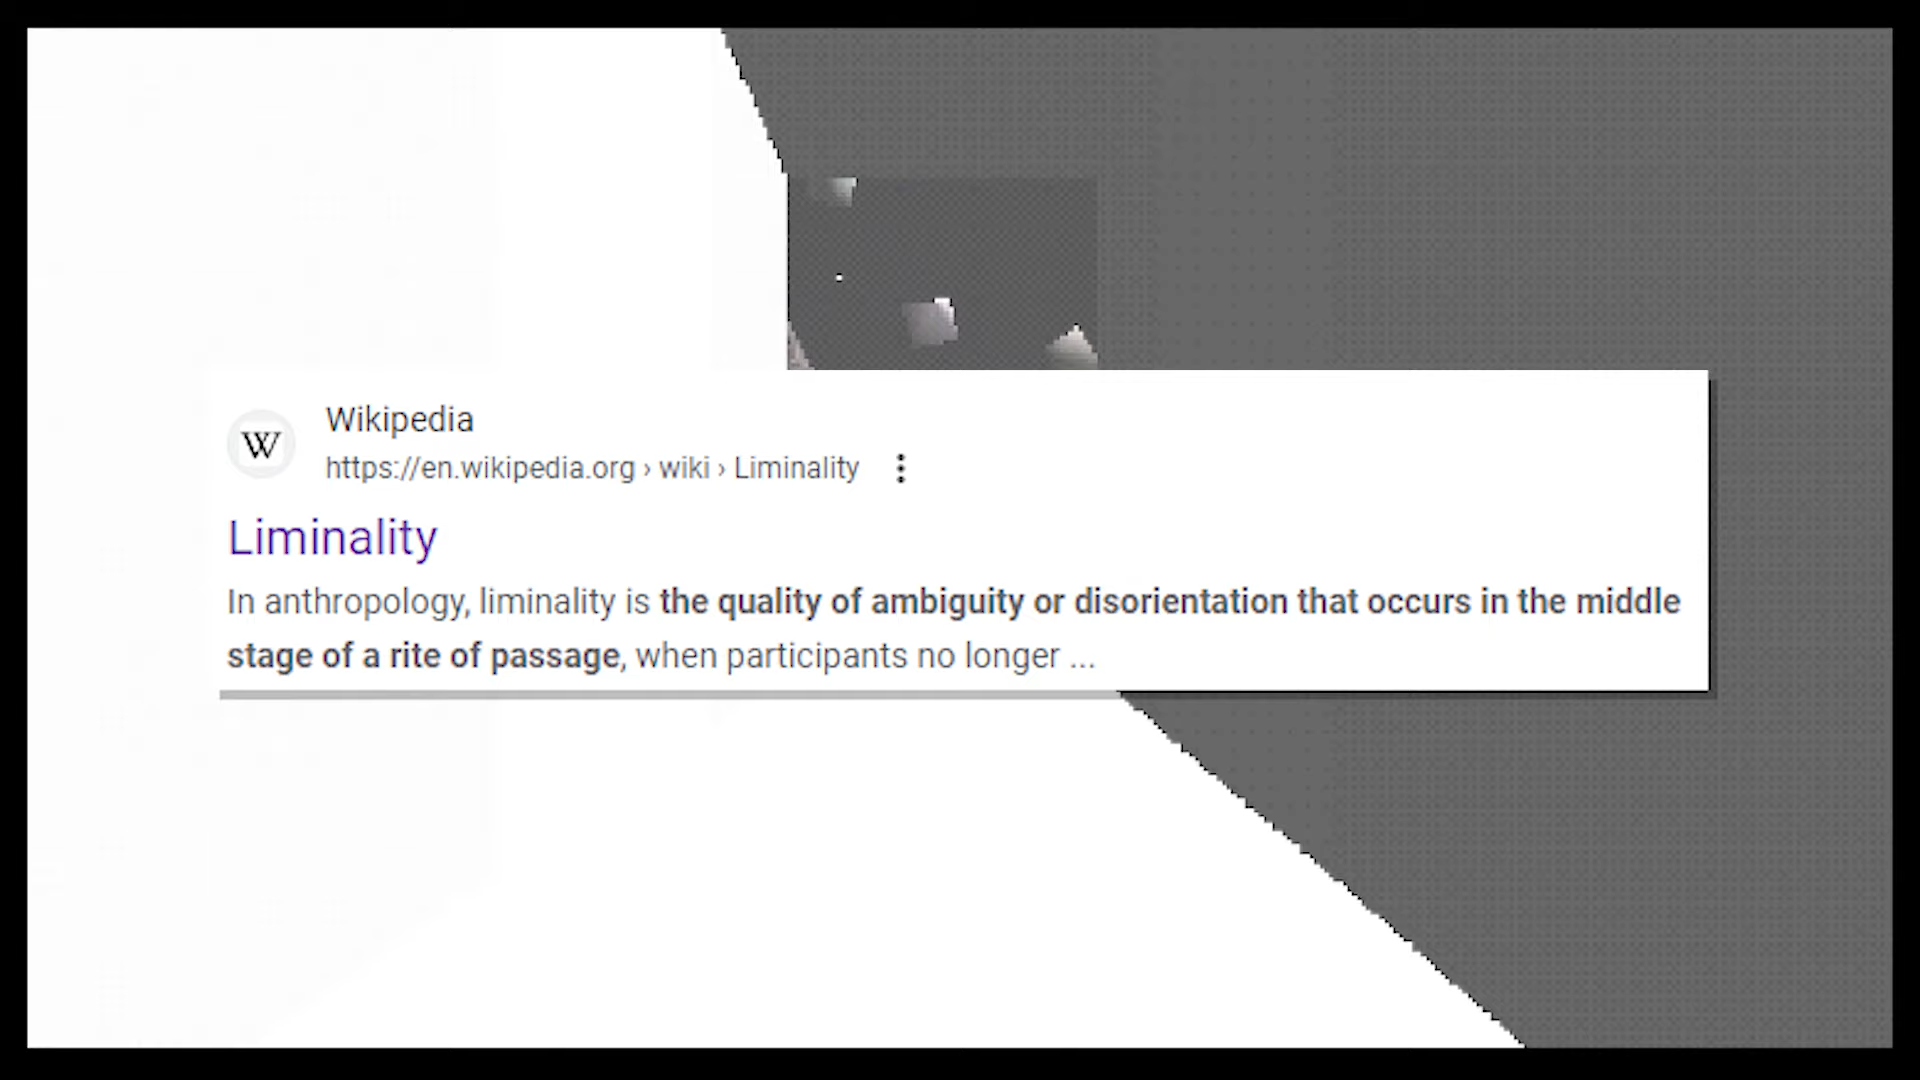 W
Wikipedia
https://en.wikipedia.org › wiki › Liminality
Liminality
In anthropology, liminality is the quality of ambiguity or disorientation that occurs in the middle
stage of a rite of passage, when participants no longer ...